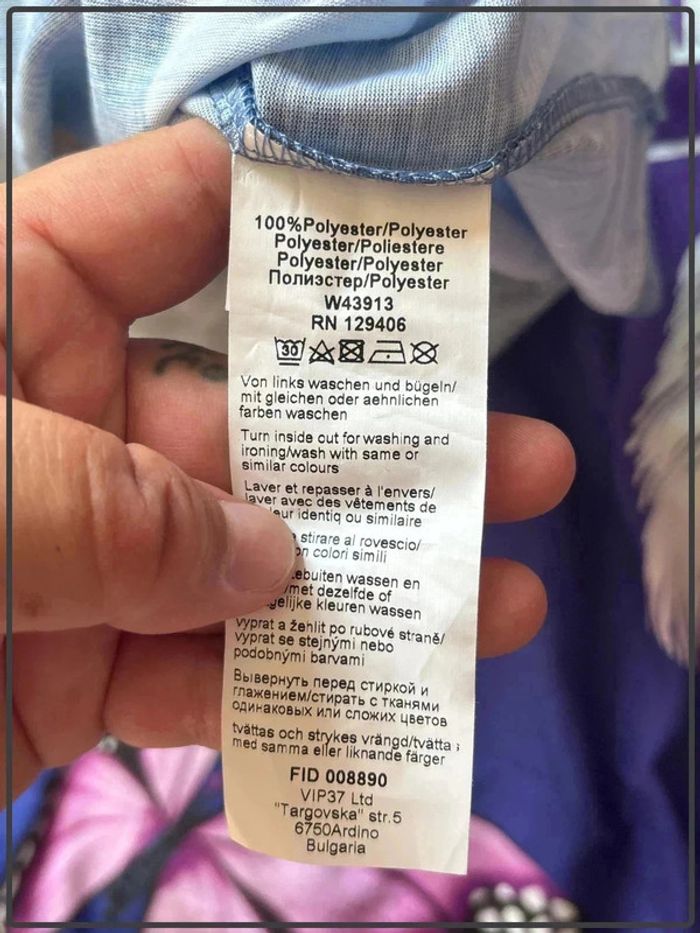 100%Polyester/Polyester
Polyester/Poliestere
Polyester/Polyester
Полиэстер/Polyester
W43913
RN 129406
30
Von links waschen und bügeln/
mit gleichen oder aehnlichen
farben waschen
Turn inside out for washing and
ironing/wash with same or
similar colours
Laver et repasser à l'envers/
laver avec des vêtements de
identiq ou similaire
stirare al rovescio/
colori simili
wassen en
/met dezelfde of
kleuren wassen
vyprat a žehlit po rubové straně/
vyprat se stejnými nebo
podobnými barvami
Вывернуть перед стиркой и
глажением/стирать с тканями
одинаковых или сложих цветов
tvättas och strykes vrängd/tvätta
med samma eller liknande färger
FID 008890
VIP37 Ltd
"Targovska" str.5
6750Ardino
Bulgaria